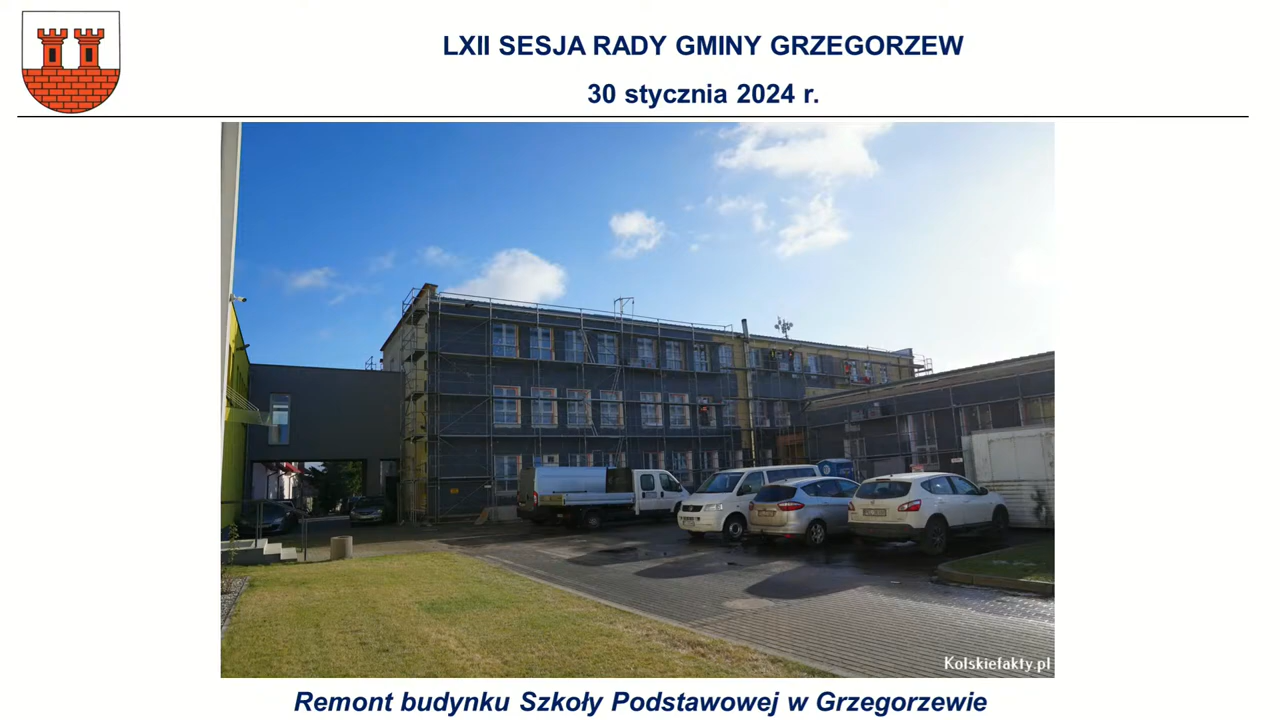 LXII SESJA RADY GMINY GRZEGORZEW
30 stycznia 2024 r.
Kolskiefakty.pl
Remont budynku Szkoły Podstawowej w Grzegorzewie